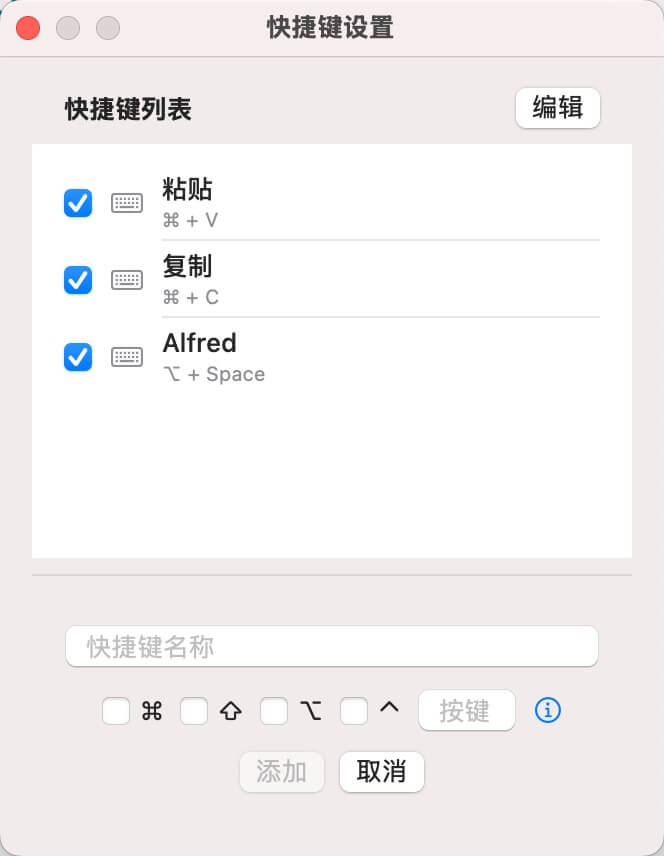 快捷键设置
快捷键列表
编辑
粘贴
⌘ + V
复制
⌘ + C
Alfred
⌥ + Space
快捷键名称
⌘ ⇧ ⌥ ^ 按键
添加 取消